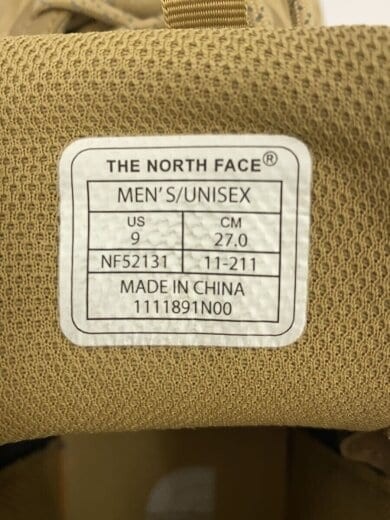 THE NORTH FACE®
MEN'S/UNISEX
US CM
9 27.0
NF52131 11-211
MADE IN CHINA
1111891N00